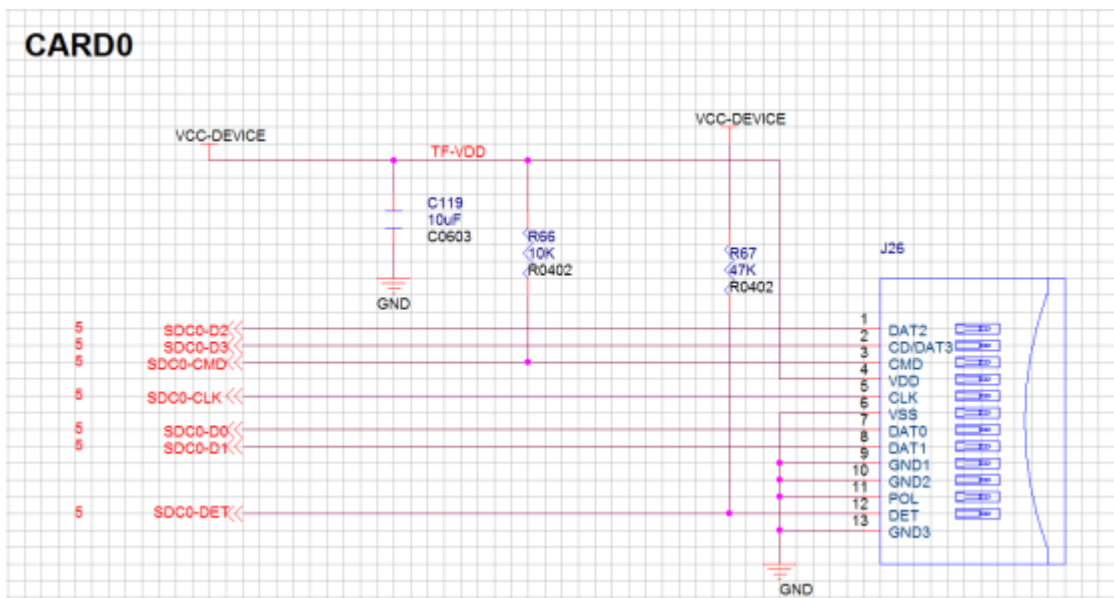 CARD0
VCC-DEVICE
VCC-DEVICE
TF-VDD
C119
10uF
C0603
R66
10K
R0402
R67
47K
R0402
J26
GND
5 SDC0-D2 1 DAT2
5 SDC0-D3 2 CD/DAT3
5 SDC0-CMD 3 CMD
4 VDD
5 SDC0-CLK 5 CLK
6 VSS
5 SDC0-D0 7 DAT0
5 SDC0-D1 8 DAT1
9 GND1
10 GND2
11 POL
5 SDC0-DET 12 DET
13 GND3
GND